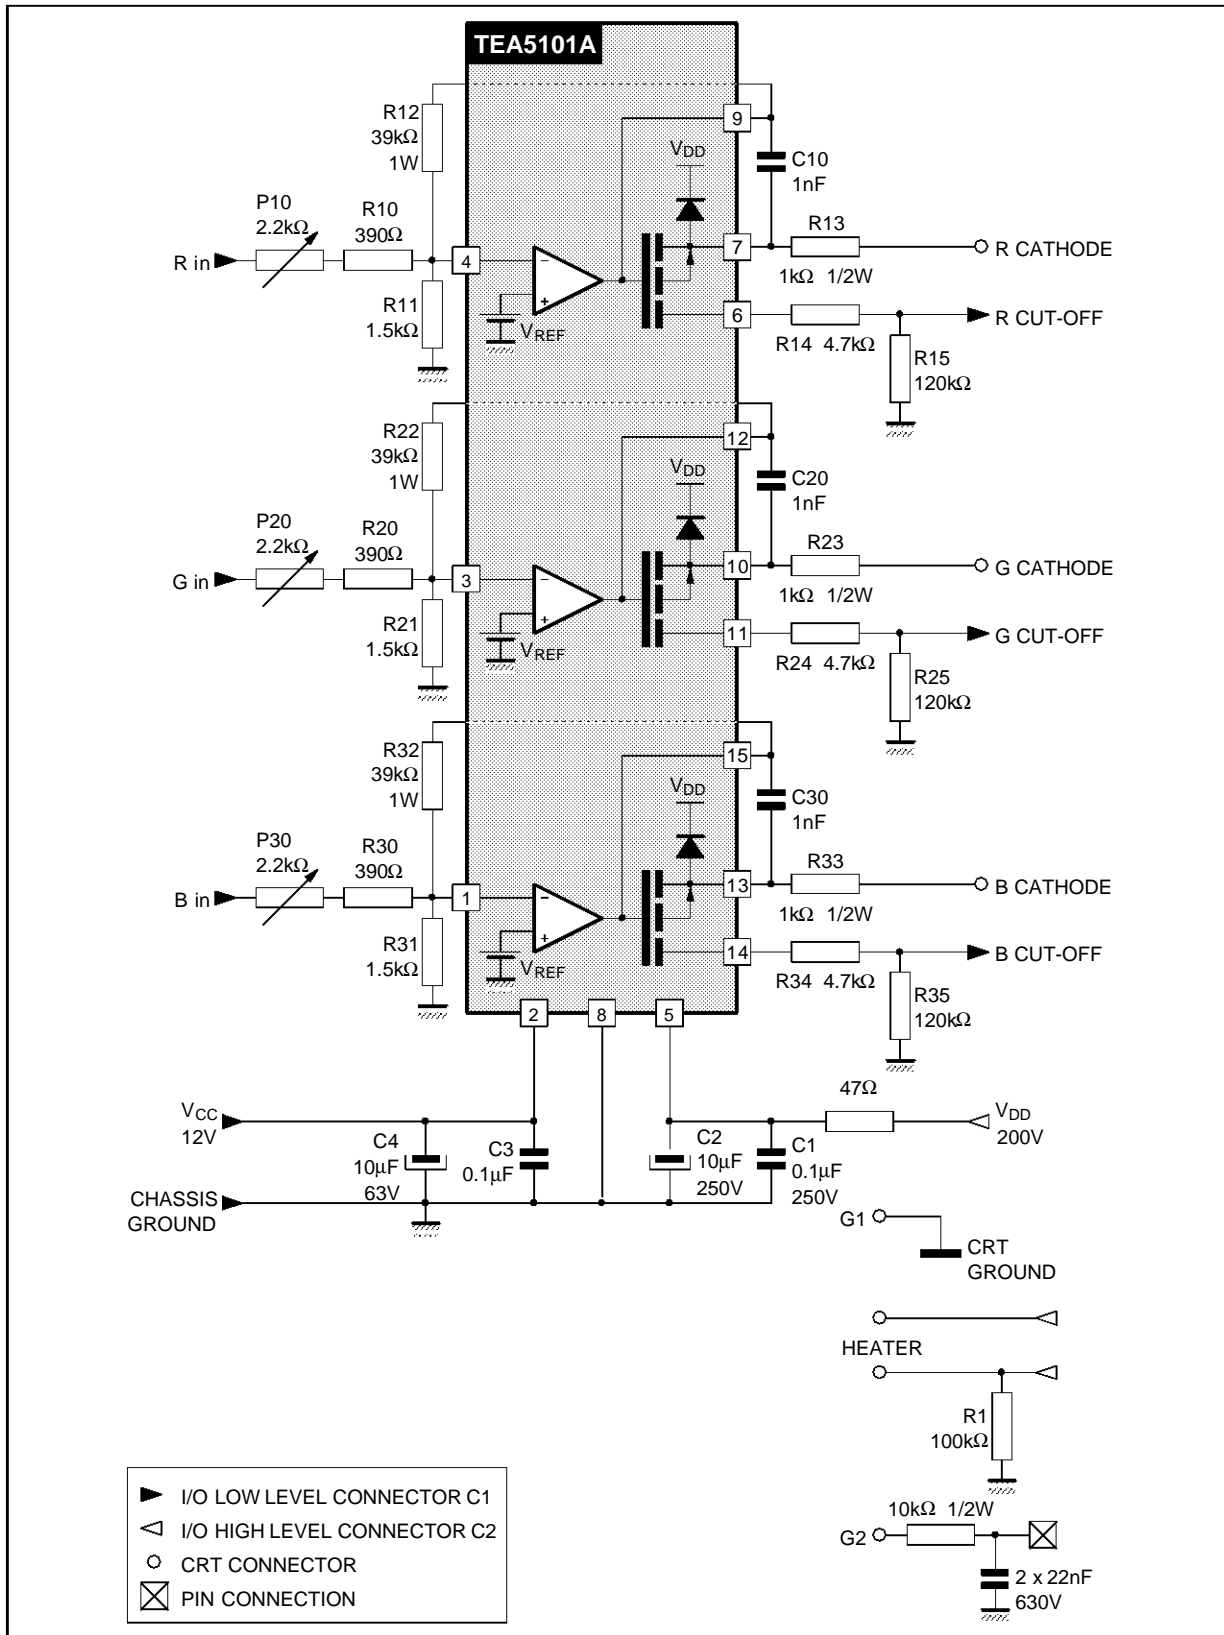 TEA5101A
R12
39kΩ
1W
9
VDD
C10
1nF
P10
2.2kΩ
R10
390Ω
R13
7
R in
4
−
+
R CATHODE
1kΩ 1/2W
R11
1.5kΩ
VREF
6
R CUT-OFF
R14 4.7kΩ
R15
120kΩ
R22
39kΩ
1W
12
VDD
C20
1nF
P20
2.2kΩ
R20
390Ω
R23
10
G in
3
−
+
G CATHODE
1kΩ 1/2W
R21
1.5kΩ
VREF
11
G CUT-OFF
R24 4.7kΩ
R25
120kΩ
R32
39kΩ
1W
15
VDD
C30
1nF
P30
2.2kΩ
R30
390Ω
R33
13
B in
1
−
+
B CATHODE
1kΩ 1/2W
R31
1.5kΩ
VREF
14
B CUT-OFF
R34 4.7kΩ
R35
120kΩ
2
8
5
47Ω
VCC
12V
VDD
200V
C4
10µF
63V
C3
0.1µF
C2
10µF
250V
C1
0.1µF
250V
CHASSIS
GROUND
G1
CRT
GROUND
HEATER
R1
100kΩ
10kΩ 1/2W
G2
2 x 22nF
630V
I/O LOW LEVEL CONNECTOR C1
I/O HIGH LEVEL CONNECTOR C2
CRT CONNECTOR
PIN CONNECTION